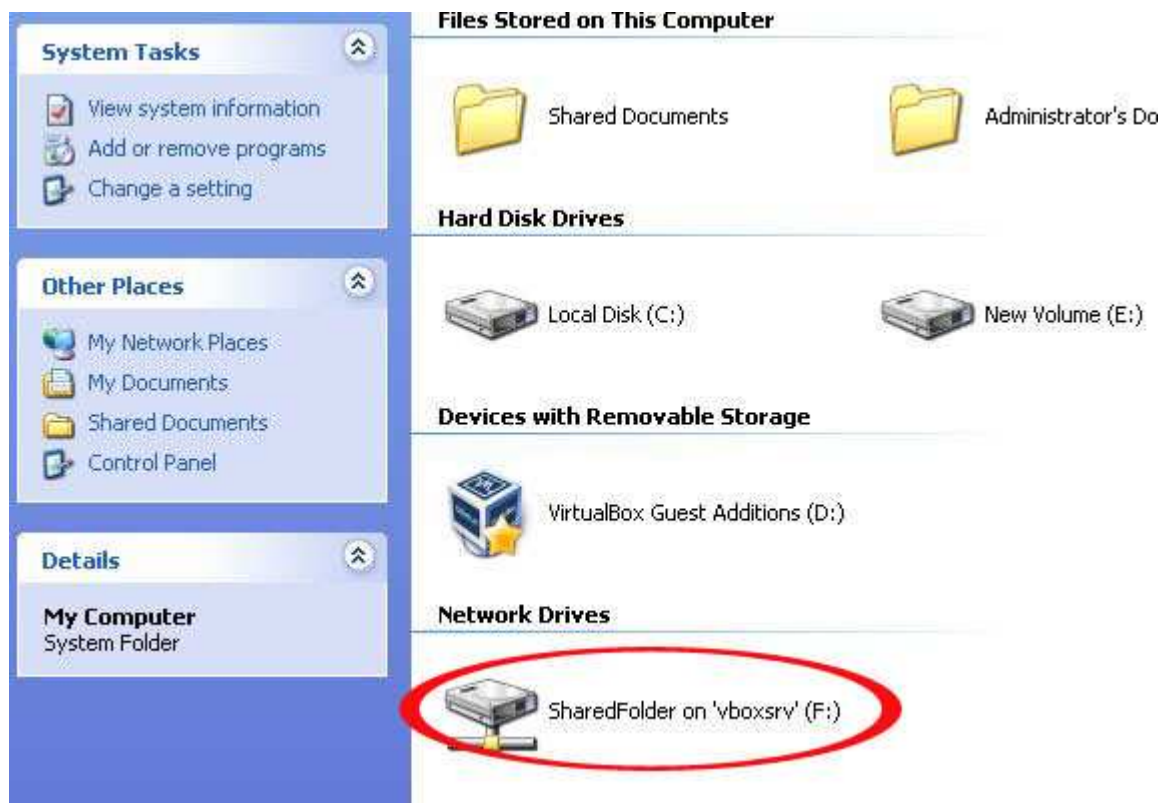 System Tasks
View system information
Add or remove programs
Change a setting
Other Places
My Network Places
My Documents
Shared Documents
Control Panel
Details
My Computer
System Folder
Files Stored on This Computer
Shared Documents
Administrator's Do
Hard Disk Drives
Local Disk (C:)
New Volume (E:)
Devices with Removable Storage
VirtualBox Guest Additions (D:)
Network Drives
SharedFolder on 'vboxsrv' (F:)